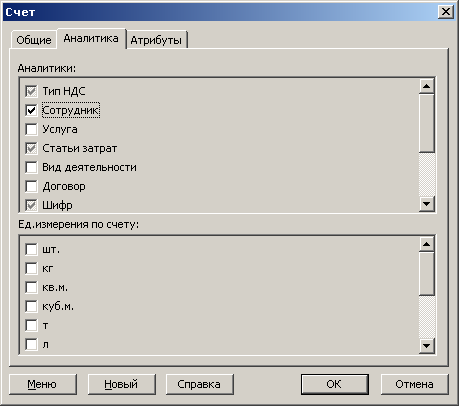 Счет
Общие Аналитика Атрибуты
Аналитики:
Тип НДС
Сотрудник
Услуга
Статьи затрат
Вид деятельности
Договор
Шифр
Ед.измерения по счету:
шт.
кг
кв.м.
куб.м.
т
л
Меню Новый Справка ОК Отмена